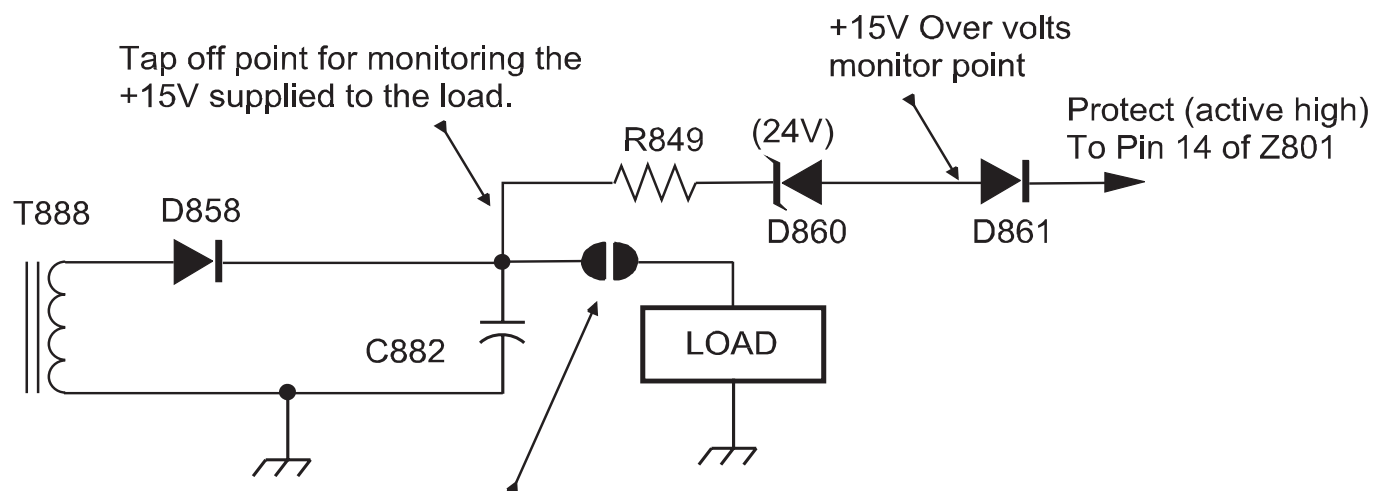 Tap off point for monitoring the
+15V supplied to the load.
+15V Over volts
monitor point
Protect (active high)
To Pin 14 of Z801
R849
(24V)
D860
D861
T888
D858
C882
LOAD